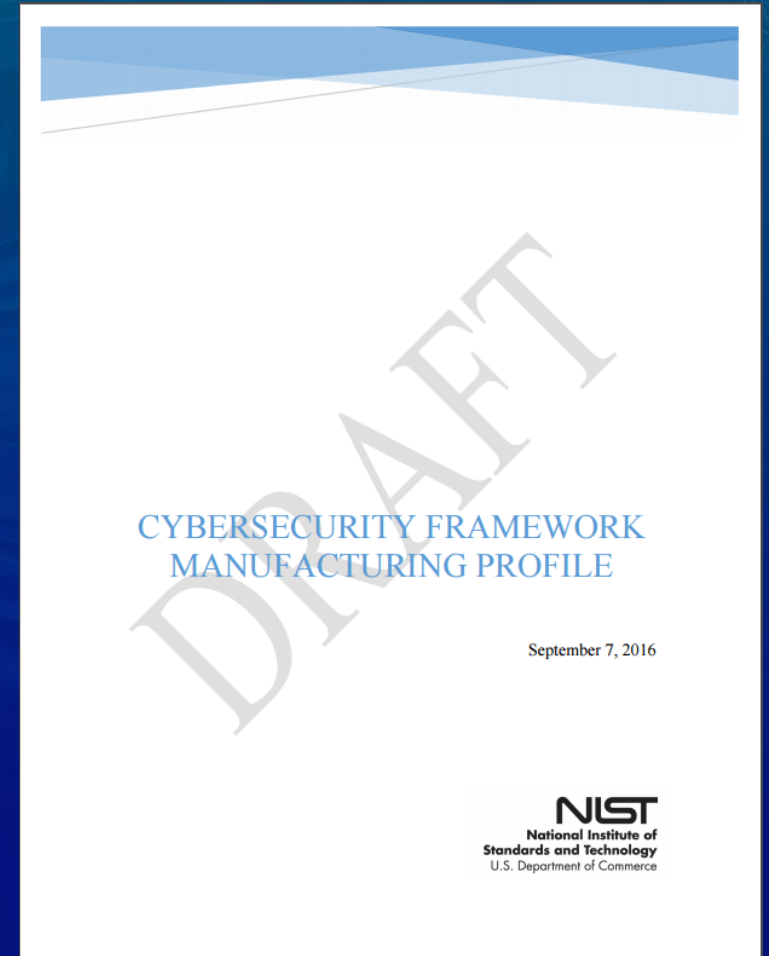 DRAFT
CYBERSECURITY FRAMEWORK
MANUFACTURING PROFILE
September 7, 2016
NIST
National Institute of
Standards and Technology
U.S. Department of Commerce